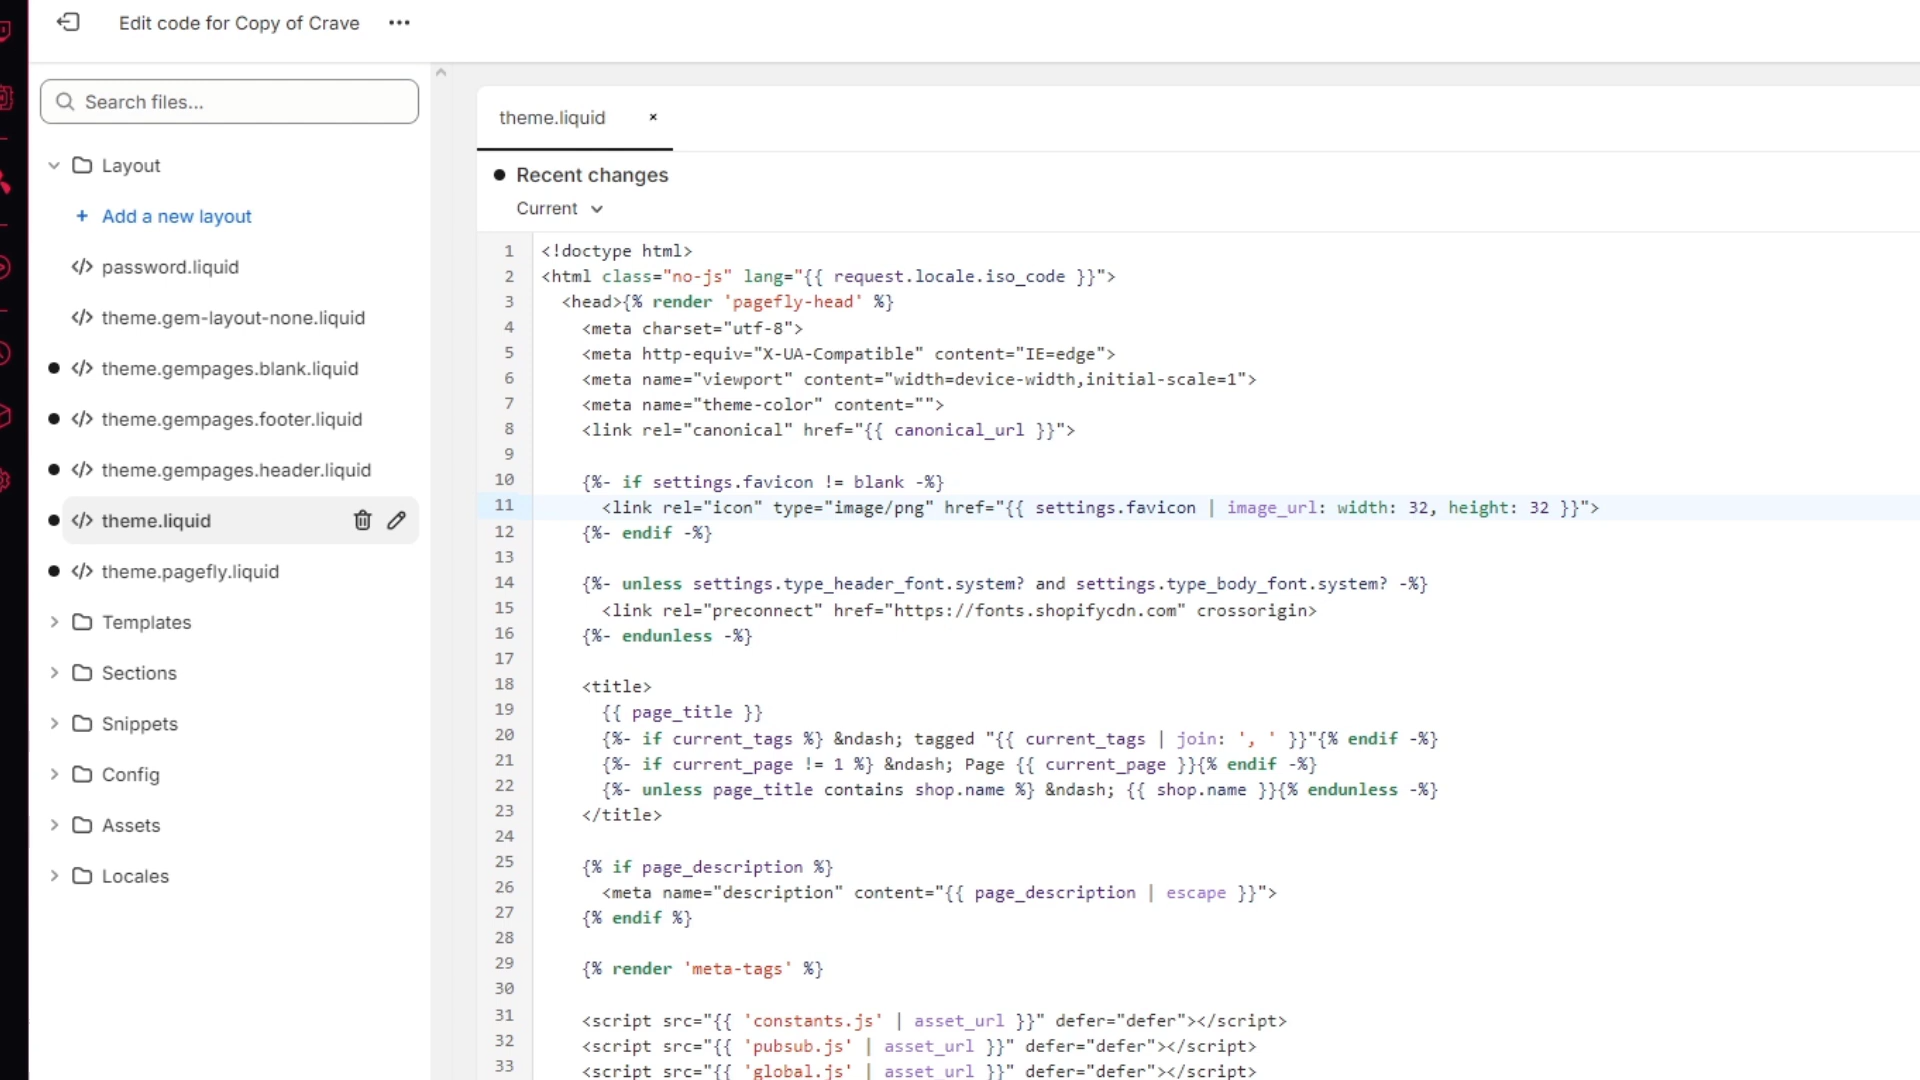 Edit code for Copy of Crave
Search files...
Layout
+ Add a new layout
</> password.liquid
</> theme.gem-layout-none.liquid
</> theme.gempages.blank.liquid
</> theme.gempages.footer.liquid
</> theme.gempages.header.liquid
</> theme.liquid
</> theme.pagefly.liquid
Templates
Sections
Snippets
Config
Assets
Locales
theme.liquid ×
Recent changes
Current
1 <!doctype html>
2 <html class="no-js" lang="{{ request.locale.iso_code }}">
3 <head>{% render 'pagefly-head' %}
4 <meta charset="utf-8">
5 <meta http-equiv="X-UA-Compatible" content="IE=edge">
6 <meta name="viewport" content="width=device-width,initial-scale=1">
7 <meta name="theme-color" content="">
8 <link rel="canonical" href="{{ canonical_url }}">
9
10 {%- if settings.favicon != blank -%}
11 <link rel="icon" type="image/png" href="{{ settings.favicon | image_url: width: 32, height: 32 }}">
12 {%- endif -%}
13
14 {%- unless settings.type_header_font.system? and settings.type_body_font.system? -%}
15 <link rel="preconnect" href="https://fonts.shopifycdn.com" crossorigin>
16 {%- endunless -%}
17
18 <title>
19 {{ page_title }}
20 {%- if current_tags %} &ndash; tagged "{{ current_tags | join: ', ' }}"{% endif -%}
21 {%- if current_page != 1 %} &ndash; Page {{ current_page }}{% endif -%}
22 {%- unless page_title contains shop.name %} &ndash; {{ shop.name }}{% endunless -%}
23 </title>
24
25 {% if page_description %}
26 <meta name="description" content="{{ page_description | escape }}">
27 {% endif %}
28
29 {% render 'meta-tags' %}
30
31 <script src="{{ 'constants.js' | asset_url }}" defer="defer"></script>
32 <script src="{{ 'pubsub.js' | asset_url }}" defer="defer"></script>
33 <script src="{{ 'global.js' | asset_url }}" defer="defer"></script>